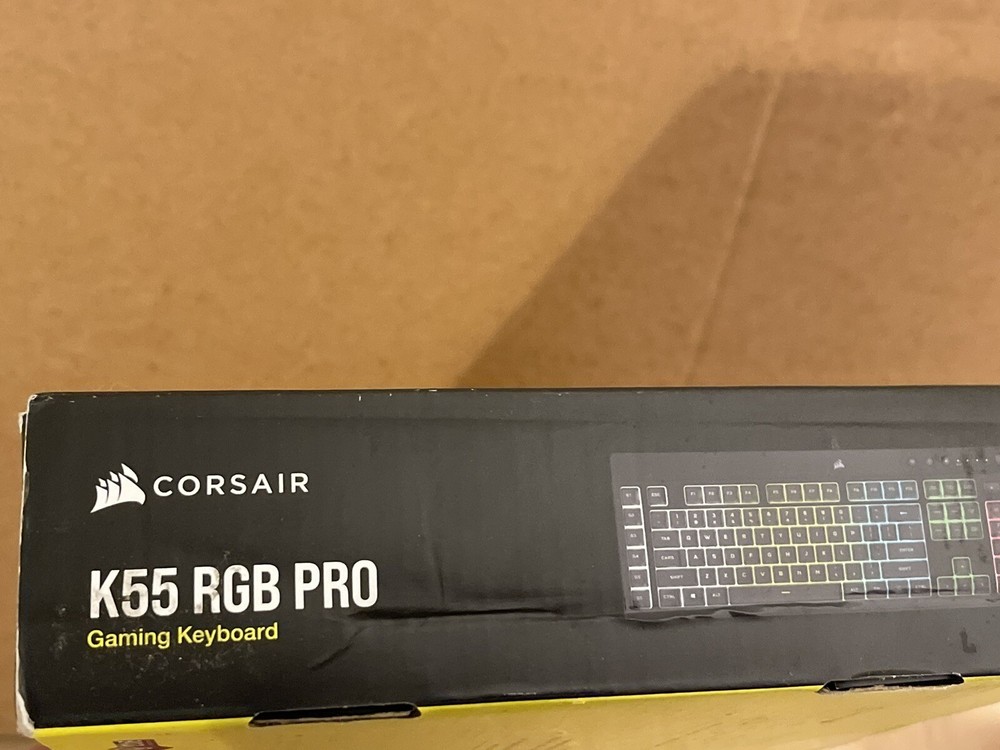 CORSAIR
K55 RGB PRO
Gaming Keyboard